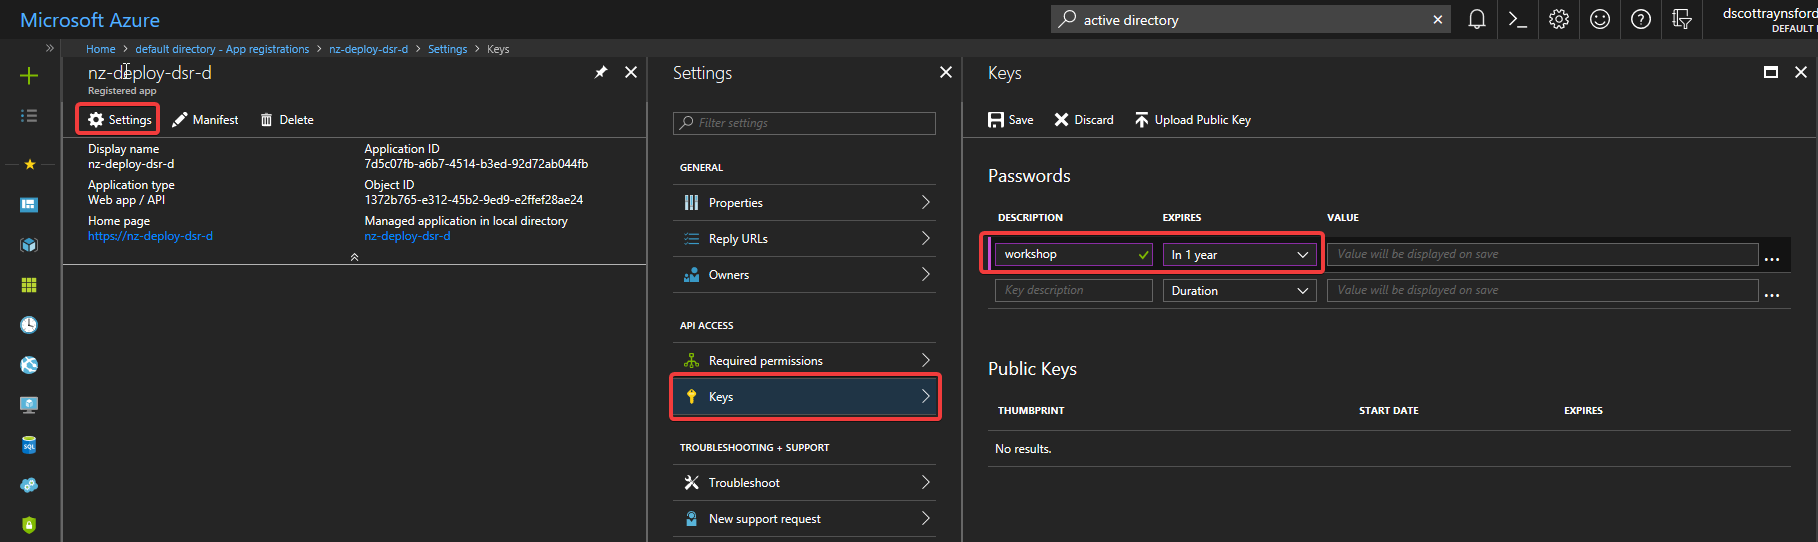 Microsoft Azure
active directory
dscottraynsford
DEFAULT
Home > default directory - App registrations > nz-deploy-dsr-d > Settings > Keys
nz-deploy-dsr-d
Registered app
Settings
Manifest
Delete
Display name
nz-deploy-dsr-d
Application ID
7d5c07fb-a6b7-4514-b3ed-92d72ab044fb
Application type
Web app / API
Object ID
1372b765-e312-45b2-9ed9-e2ffef28ae24
Home page
https://nz-deploy-dsr-d
Managed application in local directory
nz-deploy-dsr-d
Settings
Filter settings
GENERAL
Properties
Reply URLs
Owners
API ACCESS
Required permissions
Keys
TROUBLESHOOTING + SUPPORT
Troubleshoot
New support request
Keys
Save
Discard
Upload Public Key
Passwords
DESCRIPTION EXPIRES VALUE
workshop In 1 year Value will be displayed on save
Key description Duration Value will be displayed on save
Public Keys
THUMBPRINT START DATE EXPIRES
No results.
SQL